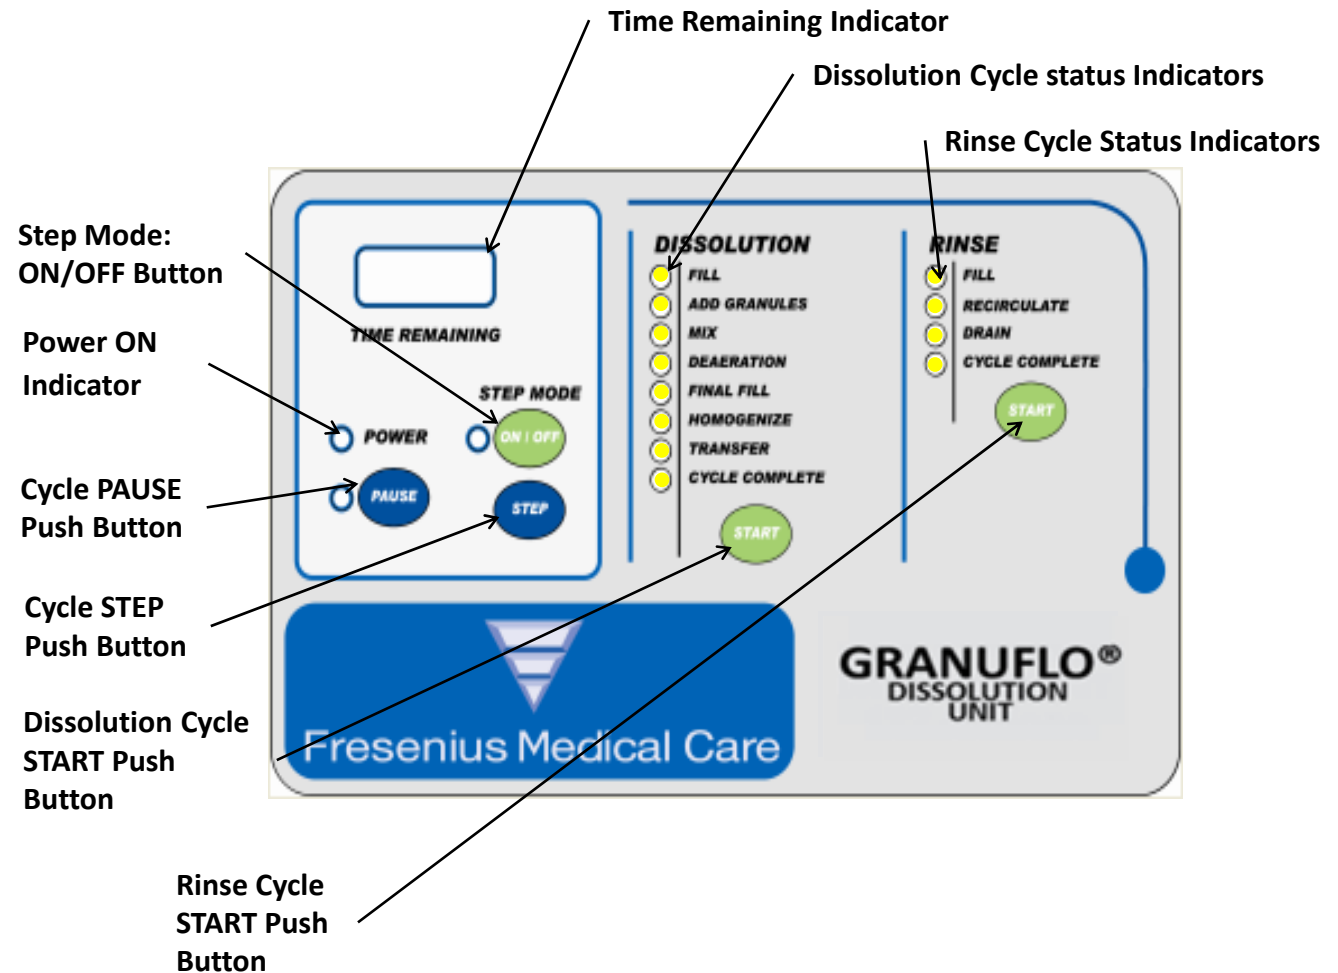 Time Remaining Indicator
Dissolution Cycle status Indicators
Rinse Cycle Status Indicators
Step Mode:
ON/OFF Button
Power ON
Indicator
Cycle PAUSE
Push Button
Cycle STEP
Push Button
Dissolution Cycle
START Push
Button
Rinse Cycle
START Push
Button
TIME REMAINING
STEP MODE
POWER
ON | OFF
PAUSE
STEP
DISSOLUTION
FILL
ADD GRANULES
MIX
DEAERATION
FINAL FILL
HOMOGENIZE
TRANSFER
CYCLE COMPLETE
START
RINSE
FILL
RECIRCULATE
DRAIN
CYCLE COMPLETE
START
Fresenius Medical Care
GRANUFLO®
DISSOLUTION
UNIT